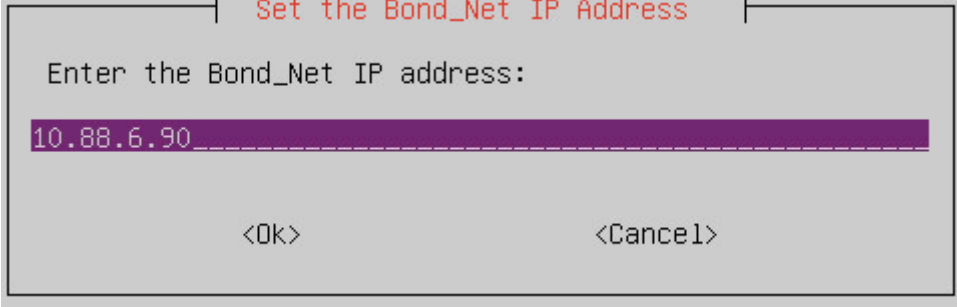 Set the Bond_Net IP Address
Enter the Bond_Net IP address:
10.88.6.90
<Ok> <Cancel>